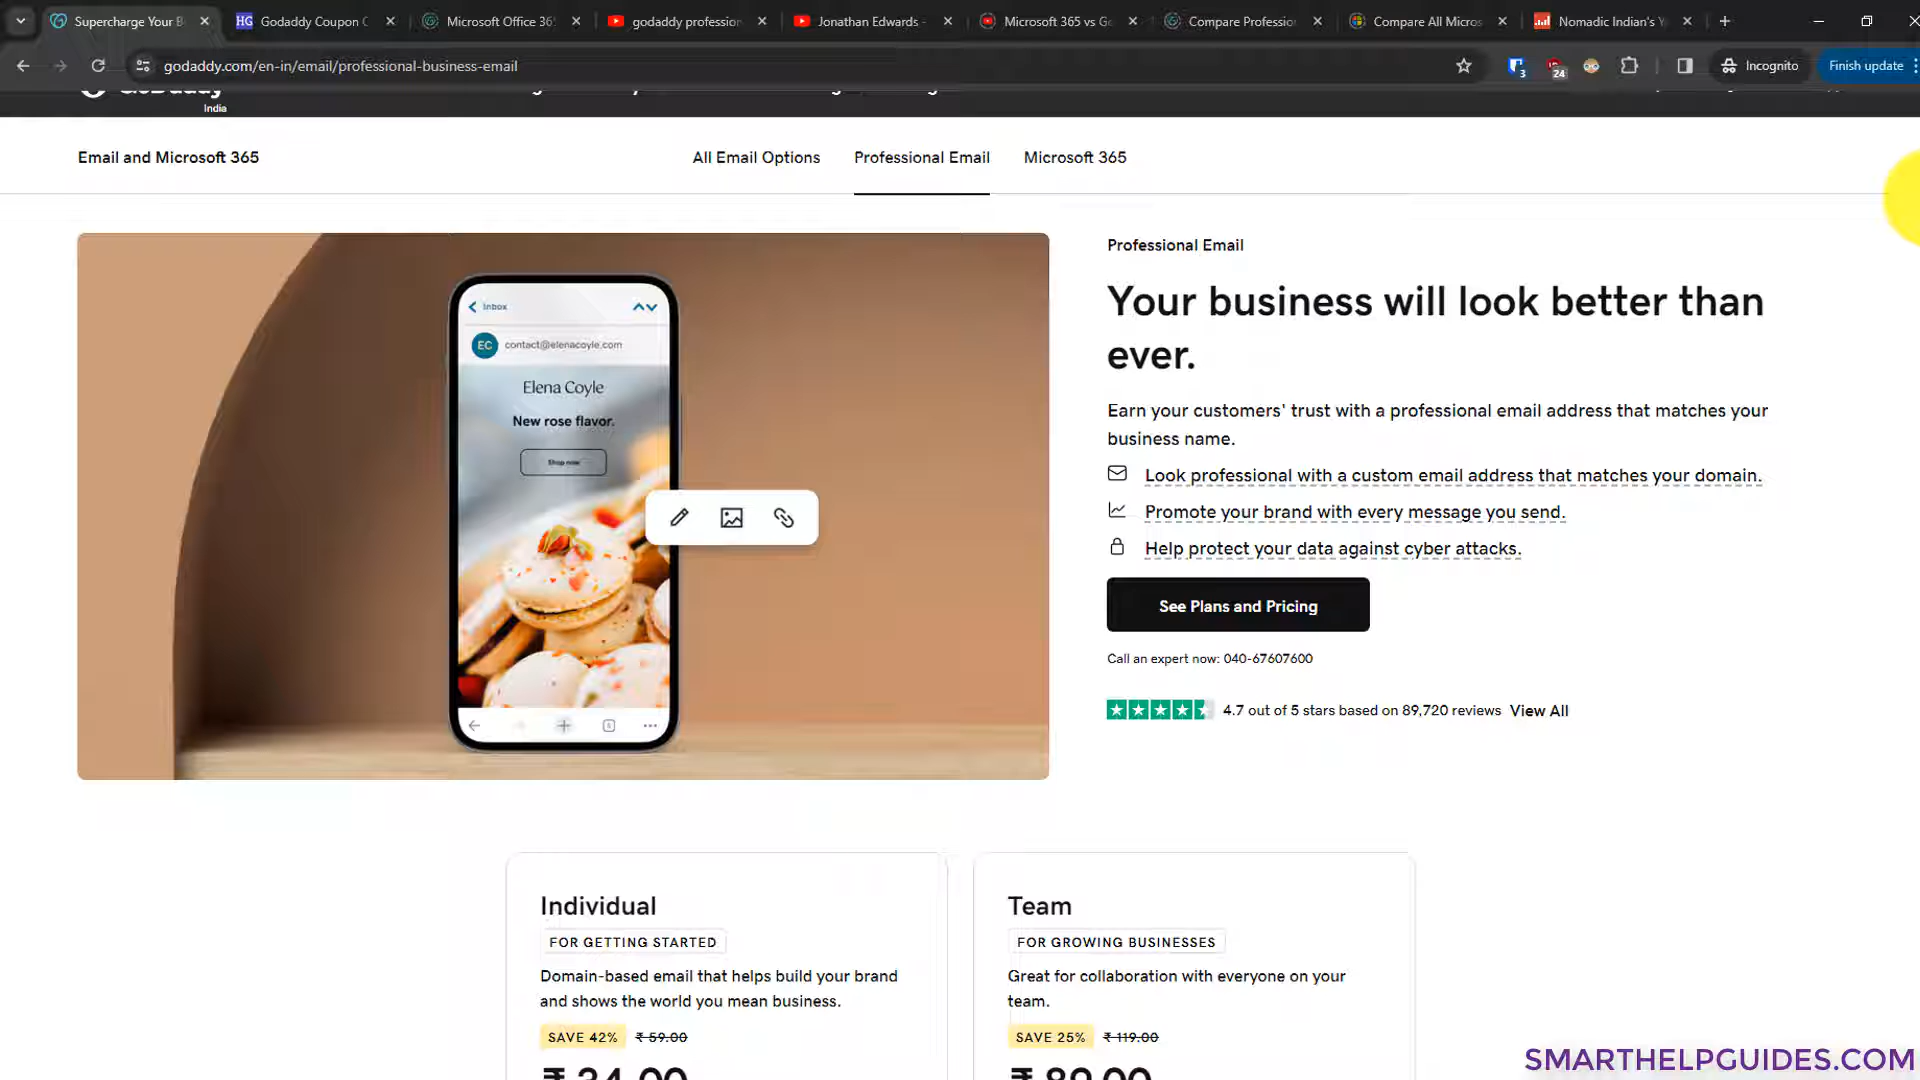 Supercharge Your B
Godaddy Coupon C
Microsoft Office 36
godaddy profession
Jonathan Edwards -
Microsoft 365 vs Go
Compare Professio
Compare All Micros
Nomadic Indian's Y
godaddy.com/en-in/email/professional-business-email
3
24
Incognito
Finish update
GoDaddy
India
Email and Microsoft 365
All Email Options
Professional Email
Microsoft 365
Inbox
EC
contact@elenacoyle.com
Elena Coyle
New rose flavor.
Shop now
Professional Email
Your business will look better than
ever.
Earn your customers' trust with a professional email address that matches your
business name.
Look professional with a custom email address that matches your domain.
Promote your brand with every message you send.
Help protect your data against cyber attacks.
See Plans and Pricing
Call an expert now: 040-67607600
4.7 out of 5 stars based on 89,720 reviews View All
Individual
FOR GETTING STARTED
Domain-based email that helps build your brand
and shows the world you mean business.
SAVE 42% ₹ 59.00
₹ 34.00
Team
FOR GROWING BUSINESSES
Great for collaboration with everyone on your
team.
SAVE 25% ₹ 119.00
₹ 89.00
SMARTHELPGUIDES.COM